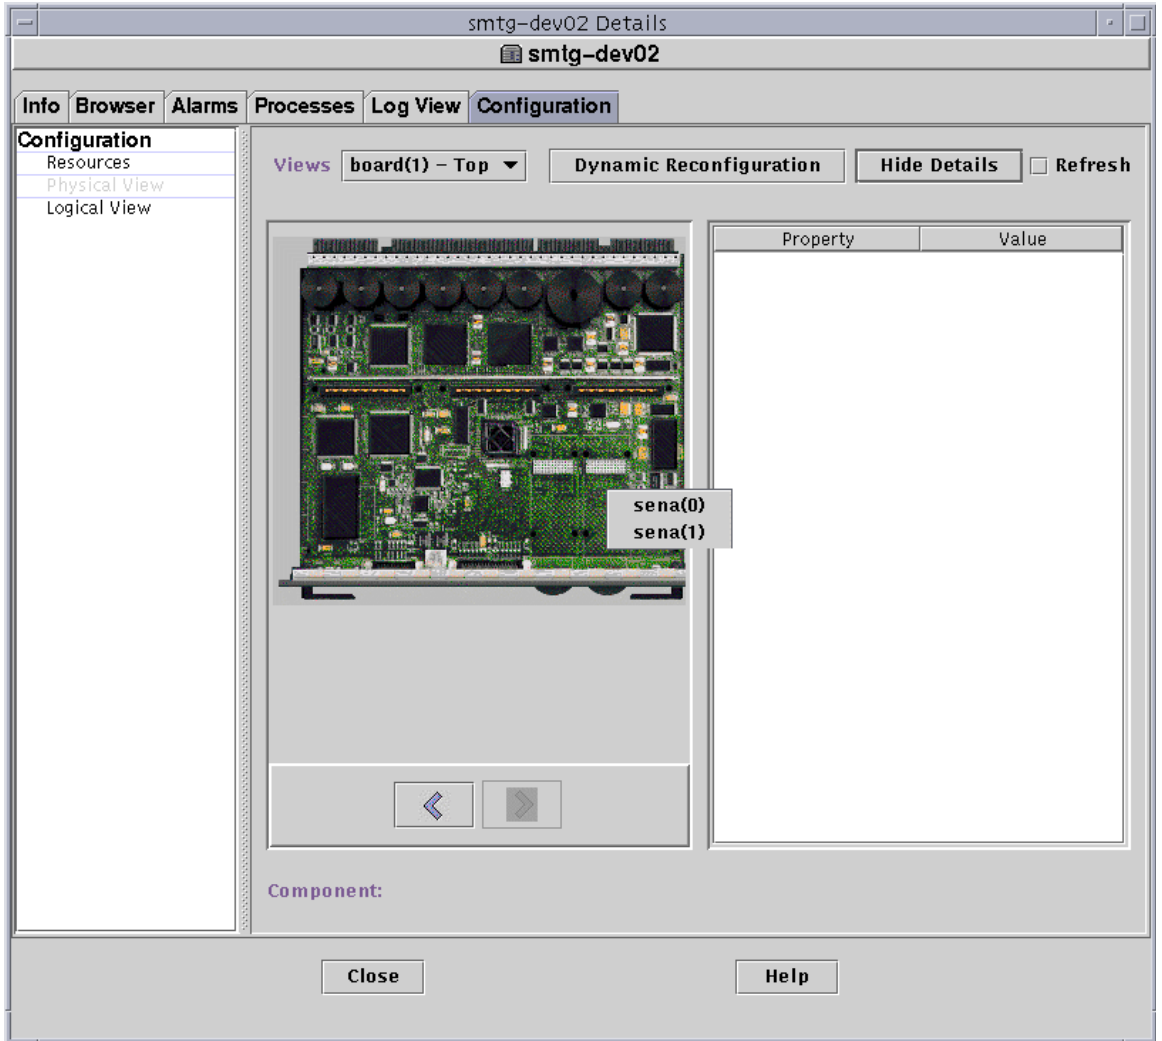 smtg-dev02 Details
smtg-dev02
Info Browser Alarms Processes Log View Configuration
Configuration
Resources
Physical View
Logical View
Views board(1) - Top Dynamic Reconfiguration Hide Details Refresh
Property Value
sena(0)
sena(1)
Component:
Close Help